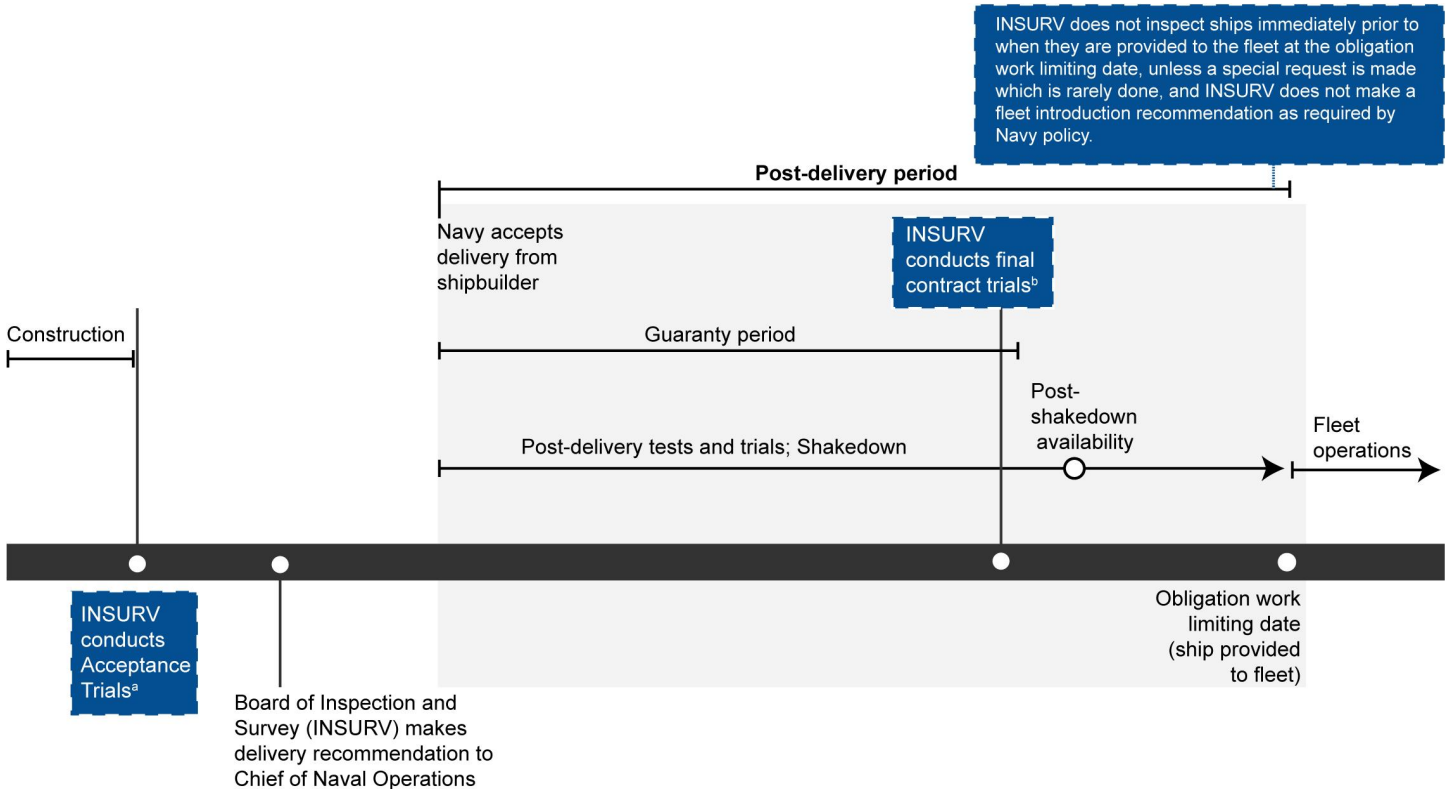 INSURV does not inspect ships immediately prior to
when they are provided to the fleet at the obligation
work limiting date, unless a special request is made
which is rarely done, and INSURV does not make a
fleet introduction recommendation as required by
Navy policy.
Post-delivery period
Navy accepts
delivery from
shipbuilder
INSURV
conducts final
contract trialsᵇ
Construction
Guaranty period
Post-
shakedown
availability
Post-delivery tests and trials; Shakedown
Fleet
operations
INSURV
conducts
Acceptance
Trialsᵃ
Board of Inspection and
Survey (INSURV) makes
delivery recommendation to
Chief of Naval Operations
Obligation work
limiting date
(ship provided
to fleet)